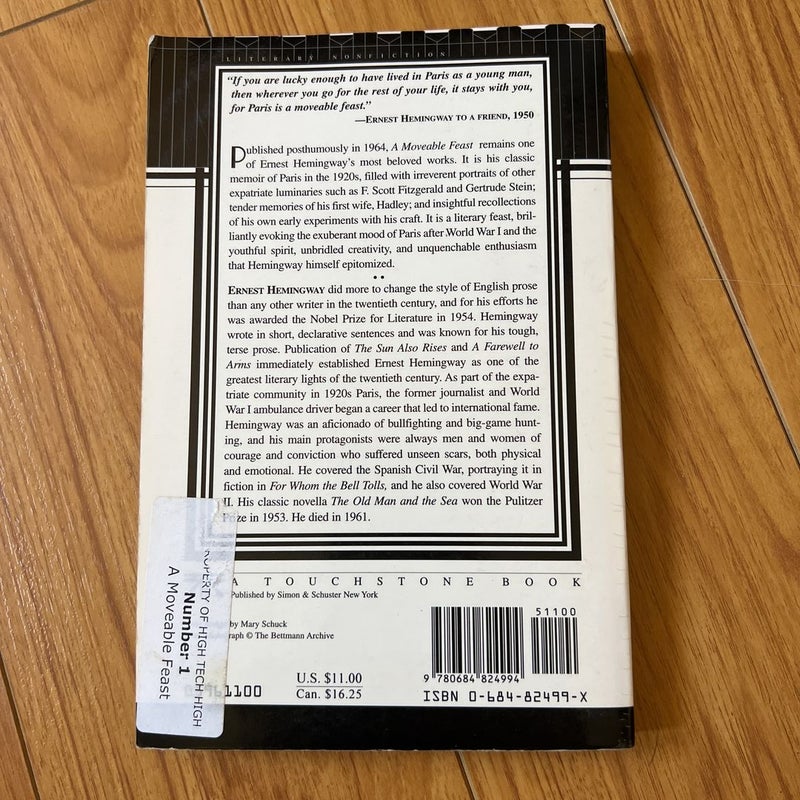 LITERARY NONFICTION
“If you are lucky enough to have lived in Paris as a young man,
then wherever you go for the rest of your life, it stays with you,
for Paris is a moveable feast.”
—ERNEST HEMINGWAY TO A FRIEND, 1950
Published posthumously in 1964, A Moveable Feast remains one
of Ernest Hemingway's most beloved works. It is his classic
memoir of Paris in the 1920s, filled with irreverent portraits of other
expatriate luminaries such as F. Scott Fitzgerald and Gertrude Stein;
tender memories of his first wife, Hadley; and insightful recollections
of his own early experiments with his craft. It is a literary feast, bril-
liantly evoking the exuberant mood of Paris after World War I and the
youthful spirit, unbridled creativity, and unquenchable enthusiasm
that Hemingway himself epitomized.
ERNEST HEMINGWAY did more to change the style of English prose
than any other writer in the twentieth century, and for his efforts he
was awarded the Nobel Prize for Literature in 1954. Hemingway
wrote in short, declarative sentences and was known for his tough,
terse prose. Publication of The Sun Also Rises and A Farewell to
Arms immediately established Ernest Hemingway as one of the
greatest literary lights of the twentieth century. As part of the expa-
triate community in 1920s Paris, the former journalist and World
War I ambulance driver began a career that led to international fame.
Hemingway was an aficionado of bullfighting and big-game hunt-
ing, and his main protagonists were always men and women of
courage and conviction who suffered unseen scars, both physical
and emotional. He covered the Spanish Civil War, portraying it in
fiction in For Whom the Bell Tolls, and he also covered World War
II. His classic novella The Old Man and the Sea won the Pulitzer
Prize in 1953. He died in 1961.
A TOUCHSTONE BOOK
Published by Simon & Schuster New York
by Mary Schuck
© The Bettmann Archive
U.S. $11.00
Can. $16.25
51100
9 780684 824994
ISBN 0-684-82499-X
PROPERTY OF HIGH TECH HIGH
Number 1
A Moveable Feast